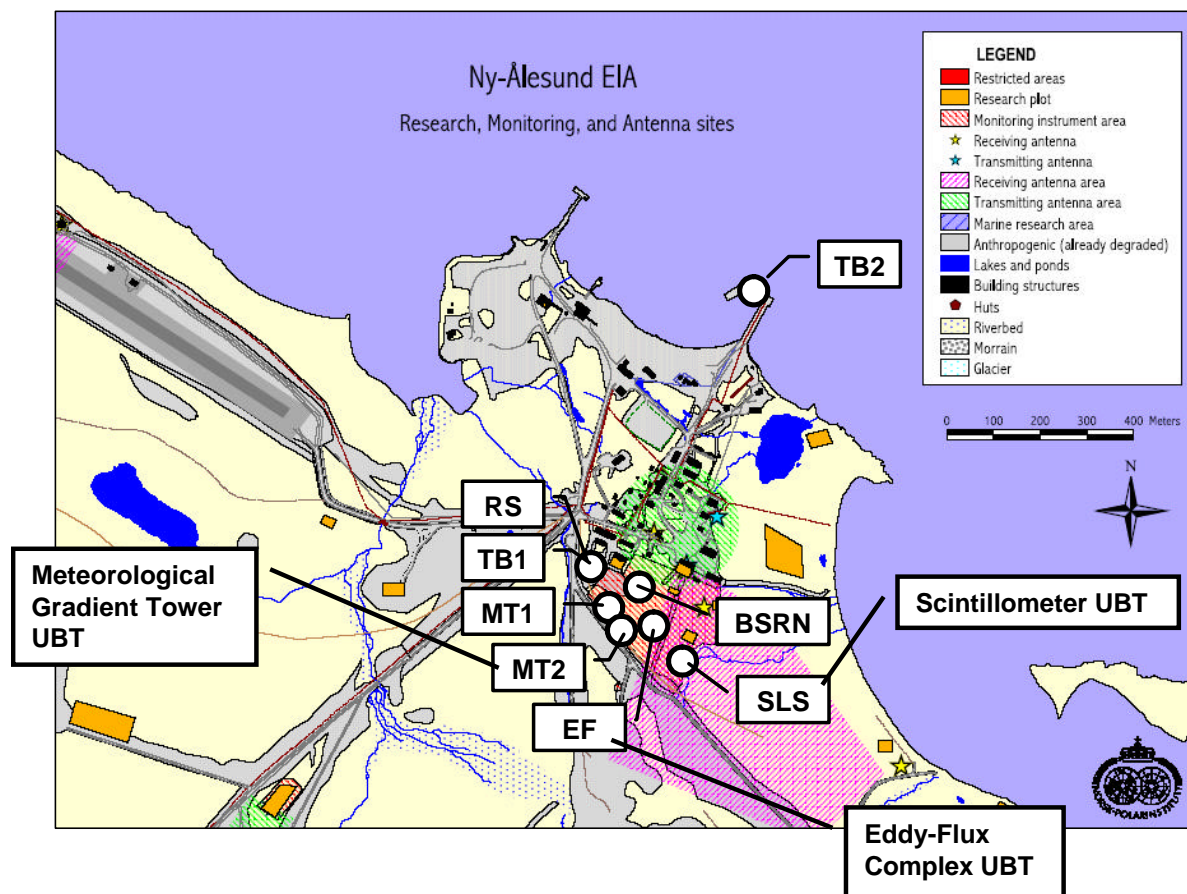 Ny-Ålesund EIA
Research, Monitoring, and Antenna sites
LEGEND
Restricted areas
Research plot
Monitoring instrument area
Receiving antenna
Transmitting antenna
Receiving antenna area
Transmitting antenna area
Marine research area
Anthropogenic (already degraded)
Lakes and ponds
Building structures
Huts
Riverbed
Morrain
Glacier
0 100 200 300 400 Meters
N
TB2
RS
TB1
MT1
MT2
EF
BSRN
SLS
Meteorological
Gradient Tower
UBT
Scintillometer UBT
Eddy-Flux
Complex UBT
NORSK POLARINSTITUTT